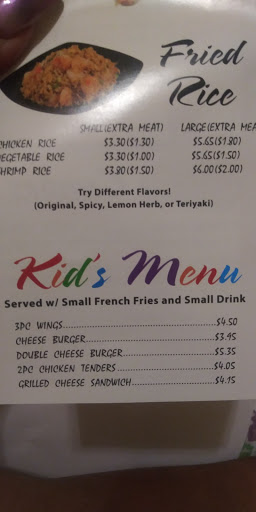 Fried
Rice
SMALL(EXTRA MEAT) LARGE(EXTRA MEA
CHICKEN RICE $3.30($1.30) $5.65($1.80)
VEGETABLE RICE $3.30($1.00) $5.65($1.50)
SHRIMP RICE $3.80($1.50) $6.00($2.00)
Try Different Flavors!
(Original, Spicy, Lemon Herb, or Teriyaki)
Kid's Menu
Served w/ Small French Fries and Small Drink
3PC WINGS $4.50
CHEESE BURGER $3.95
DOUBLE CHEESE BURGER $5.35
2PC CHICKEN TENDERS $4.05
GRILLED CHEESE SANDWICH $4.15